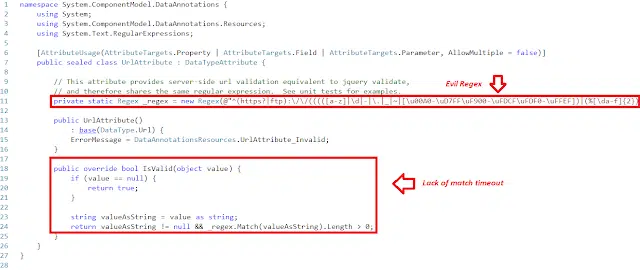 1 namespace System.ComponentModel.DataAnnotations {
2 using System;
3 using System.ComponentModel.DataAnnotations.Resources;
4 using System.Text.RegularExpressions;
5
6 [AttributeUsage(AttributeTargets.Property | AttributeTargets.Field | AttributeTargets.Parameter, AllowMultiple = false)]
7 public sealed class UrlAttribute : DataTypeAttribute {
8
9 // This attribute provides server-side url validation equivalent to jquery validate,
Evil Regex
10 // and therefore shares the same regular expression. See unit tests for examples.
11 private static Regex _regex = new Regex(@"^(https?|ftp):\/\/(((([a-z]|\d|-|\.|_|~|[\u00A0-\uD7FF\uF900-\uFDCF\uFDF0-\uFFEF])|(%[\da-f]{2})
12
13 public UrlAttribute()
14 : base(DataType.Url) {
15 ErrorMessage = DataAnnotationsResources.UrlAttribute_Invalid;
16 }
17
18 public override bool IsValid(object value) {
19 if (value == null) {
20 return true; Lack of match timeout
21 }
22
23 string valueAsString = value as string;
24 return valueAsString != null && _regex.Match(valueAsString).Length > 0;
25 }
26 }
27 }
28